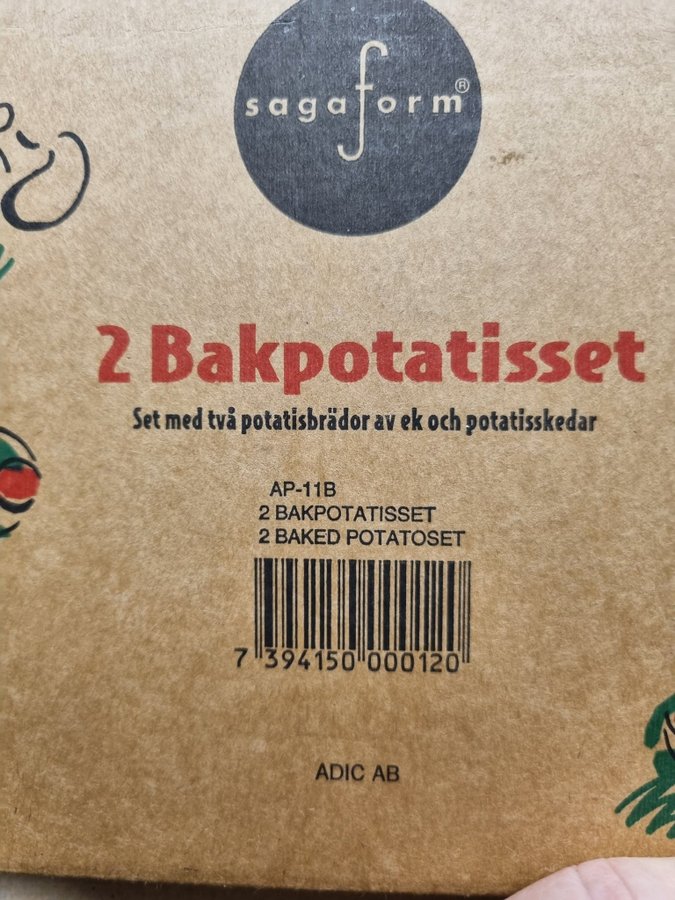 sagaform®
2 Bakpotatisset
Set med två potatisbrädor av ek och potatisskedar
AP-11B
2 BAKPOTATISSET
2 BAKED POTATOSET
7 394150 000120
ADIC AB